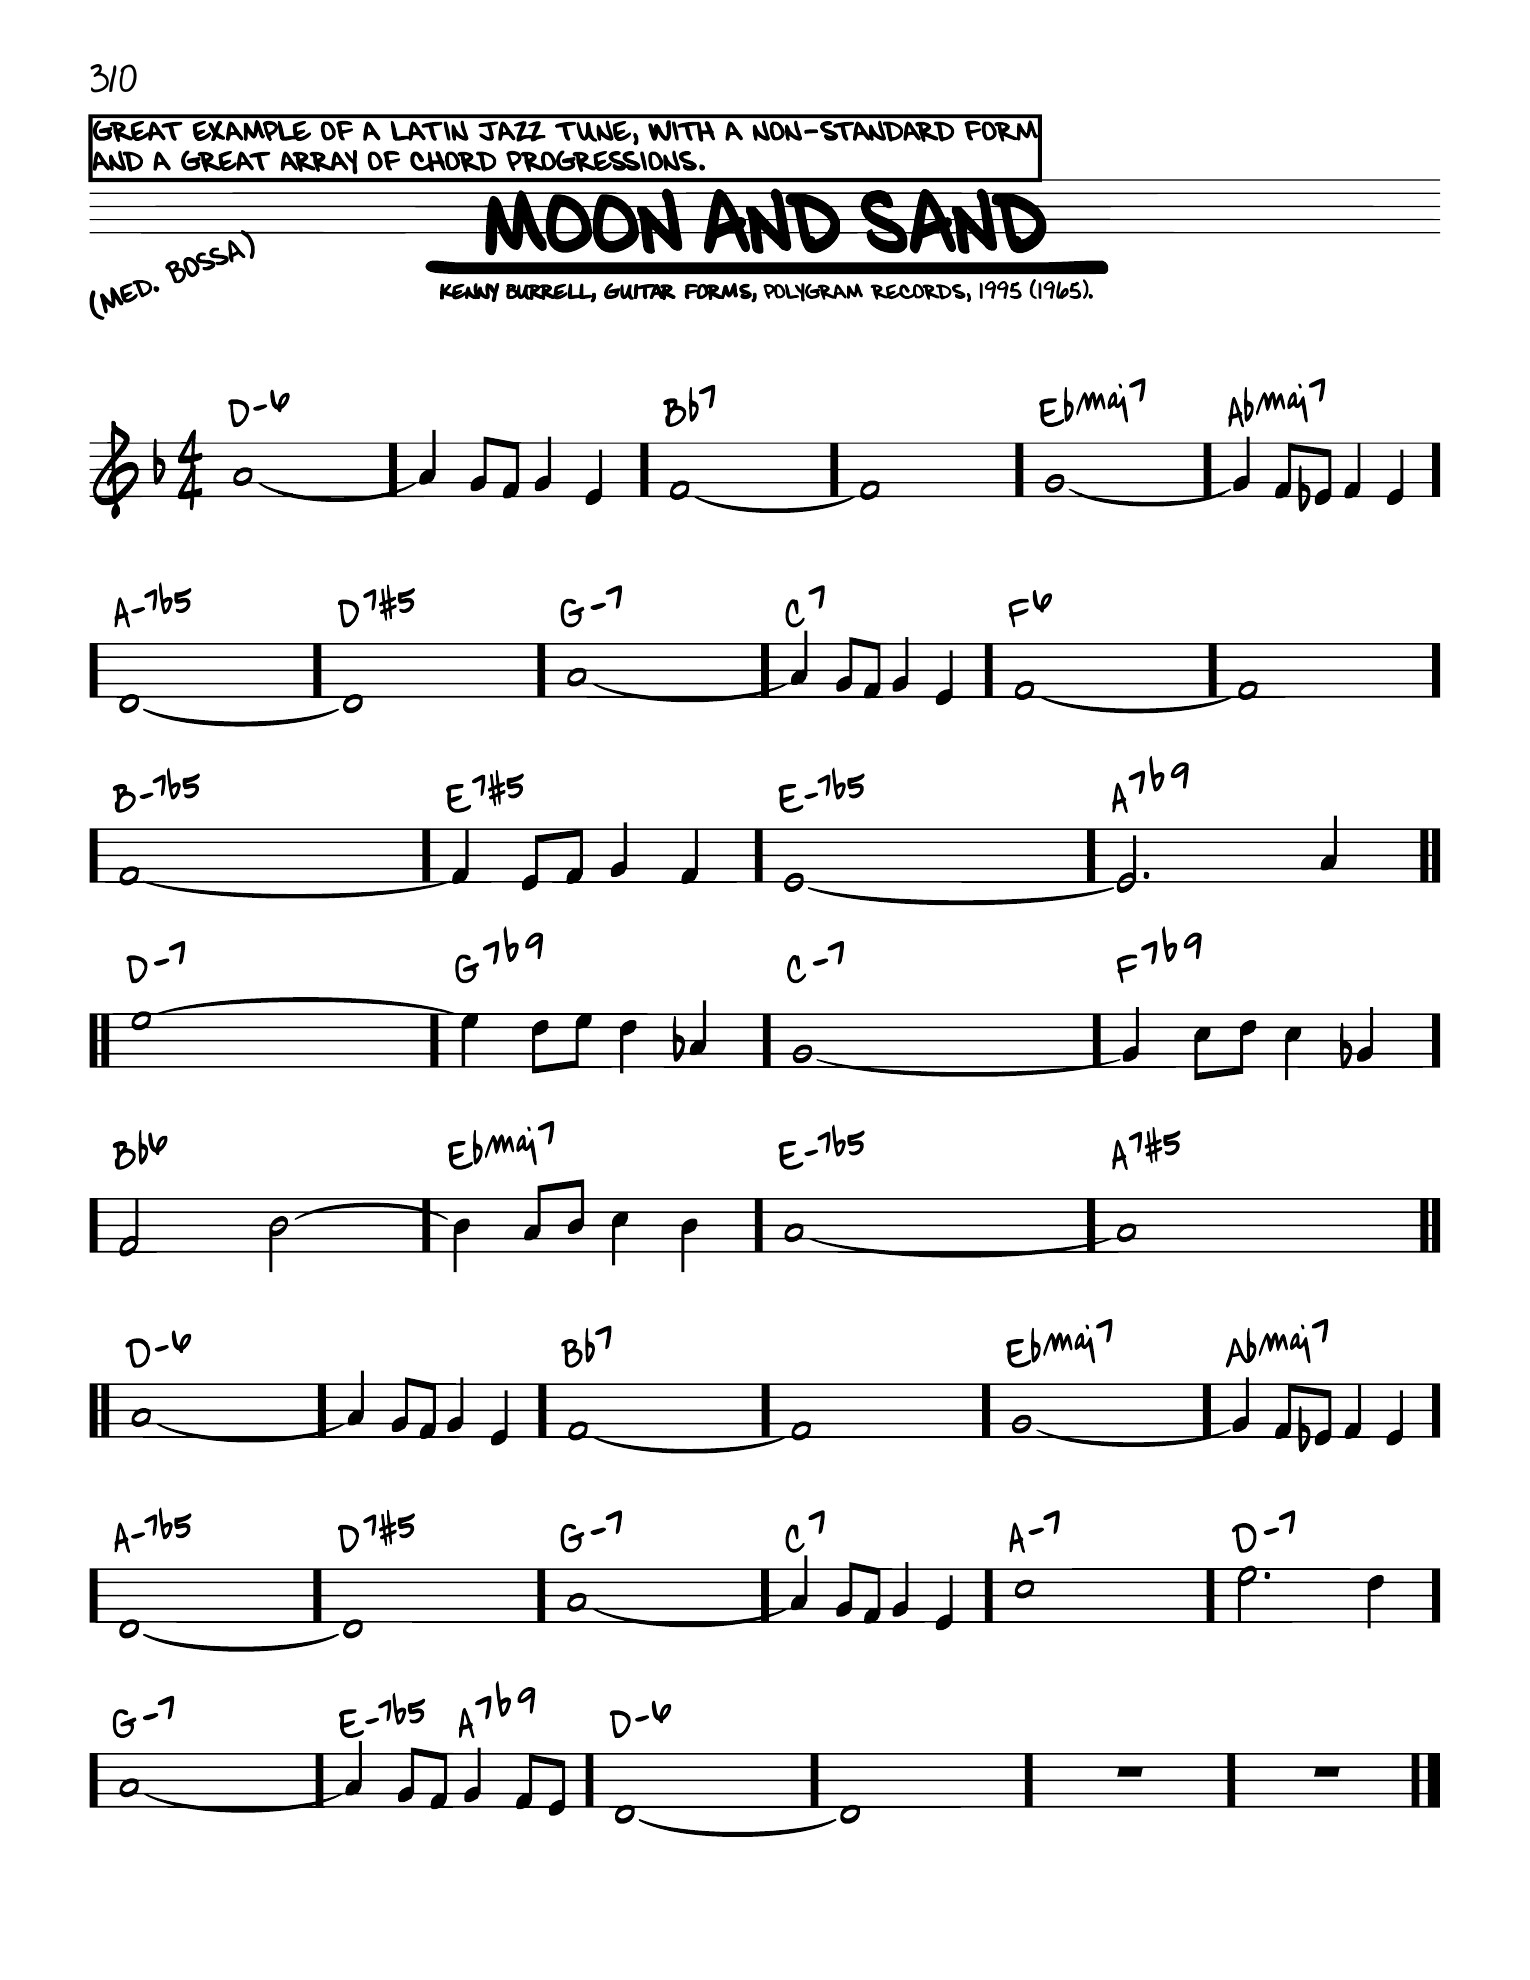 310
GREAT EXAMPLE OF A LATIN JAZZ TUNE, WITH A NON-STANDARD FORM
AND A GREAT ARRAY OF CHORD PROGRESSIONS.
MOON AND SAND
(MED. BOSSA)
KENNY BURRELL, GUITAR FORMS, POLYGRAM RECORDS, 1995 (1965).
D-6 Bb7 Ebmaj7 Abmaj7
4
4
A-7b5 D7#5 G-7 C7 F6
B-7b5 E7#5 E-7b5 A7b9
D-7 G7b9 C-7 F7b9
Bb6 Ebmaj7 E-7b5 A7#5
D-6 Bb7 Ebmaj7 Abmaj7
A-7b5 D7#5 G-7 C7 A-7 D-7
G-7 E-7b5 A7b9 D-6